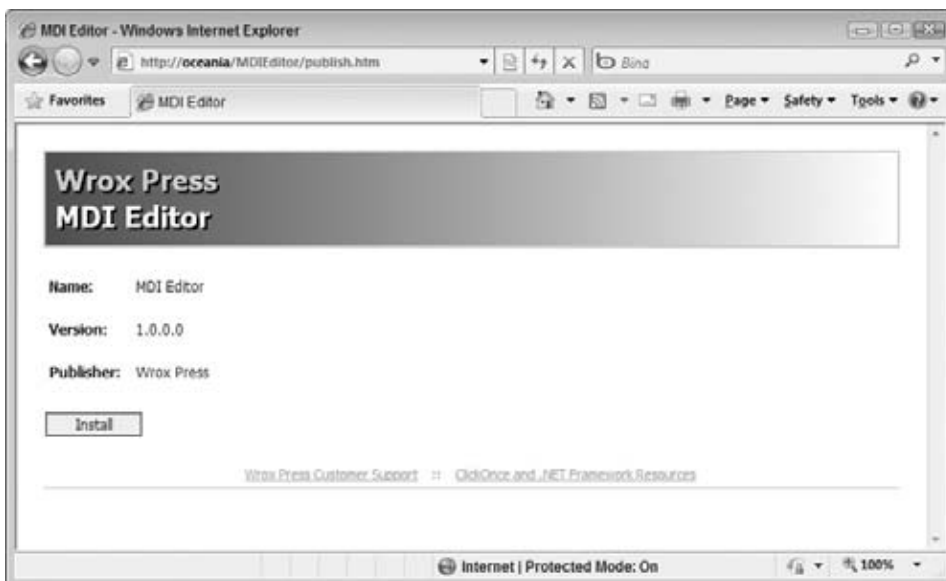 MDI Editor - Windows Internet Explorer
http://oceania/MDIEditor/publish.htm
Bing
Favorites MDI Editor Page Safety Tools
Wrox Press
MDI Editor
Name: MDI Editor
Version: 1.0.0.0
Publisher: Wrox Press
Install
Wrox Press Customer Support :: ClickOnce and .NET Framework Resources
Internet | Protected Mode: On 100%